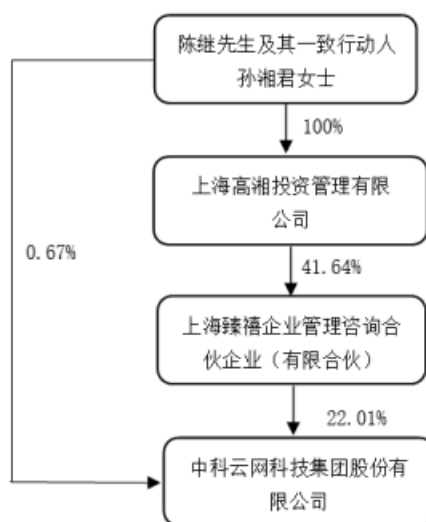 陈继先生及其一致行动人
孙湘君女士
100%
上海高湘投资管理有限
公司
0.67%
41.64%
上海臻禧企业管理咨询合
伙企业（有限合伙）
22.01%
中科云网科技集团股份有
限公司